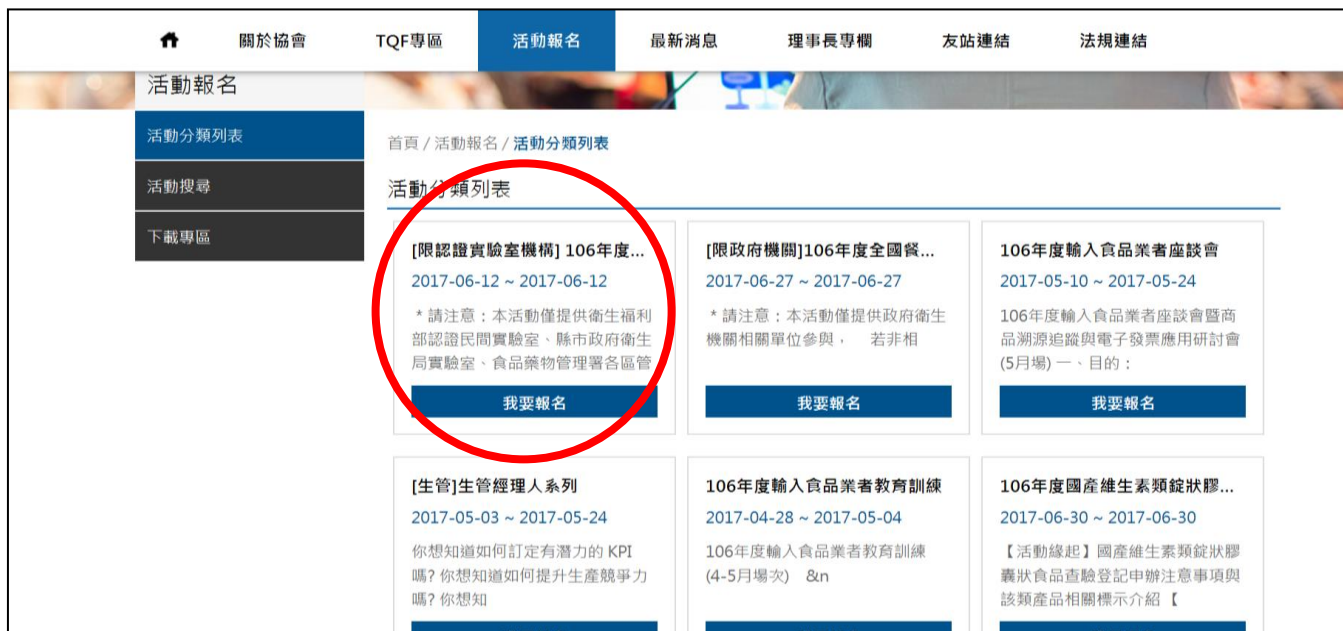 關於協會 TQF專區 活動報名 最新消息 理事長專欄 友站連結 法規連結
活動報名
活動分類列表
活動搜尋
下載專區
首頁 / 活動報名 / 活動分類列表
活動分類列表
[限認證實驗室機構] 106年度...
2017-06-12 ~ 2017-06-12
* 請注意：本活動僅提供衛生福利
部認證民間實驗室、縣市政府衛生
局實驗室、食品藥物管理署各區管
我要報名
[限政府機關]106年度全國餐...
2017-06-27 ~ 2017-06-27
* 請注意：本活動僅提供政府衛生
機關相關單位參與， 若非相
我要報名
106年度輸入食品業者座談會
2017-05-10 ~ 2017-05-24
106年度輸入食品業者座談會暨商
品溯源追蹤與電子發票應用研討會
(5月場) 一、目的：
我要報名
[生管]生管經理人系列
2017-05-03 ~ 2017-05-24
你想知道如何訂定有潛力的 KPI
嗎? 你想知道如何提升生產競爭力
嗎? 你想知
106年度輸入食品業者教育訓練
2017-04-28 ~ 2017-05-04
106年度輸入食品業者教育訓練
(4-5月場次) &n
106年度國產維生素類錠狀膠...
2017-06-30 ~ 2017-06-30
【活動緣起】國產維生素類錠狀膠
囊狀食品查驗登記申辦注意事項與
該類產品相關標示介紹【